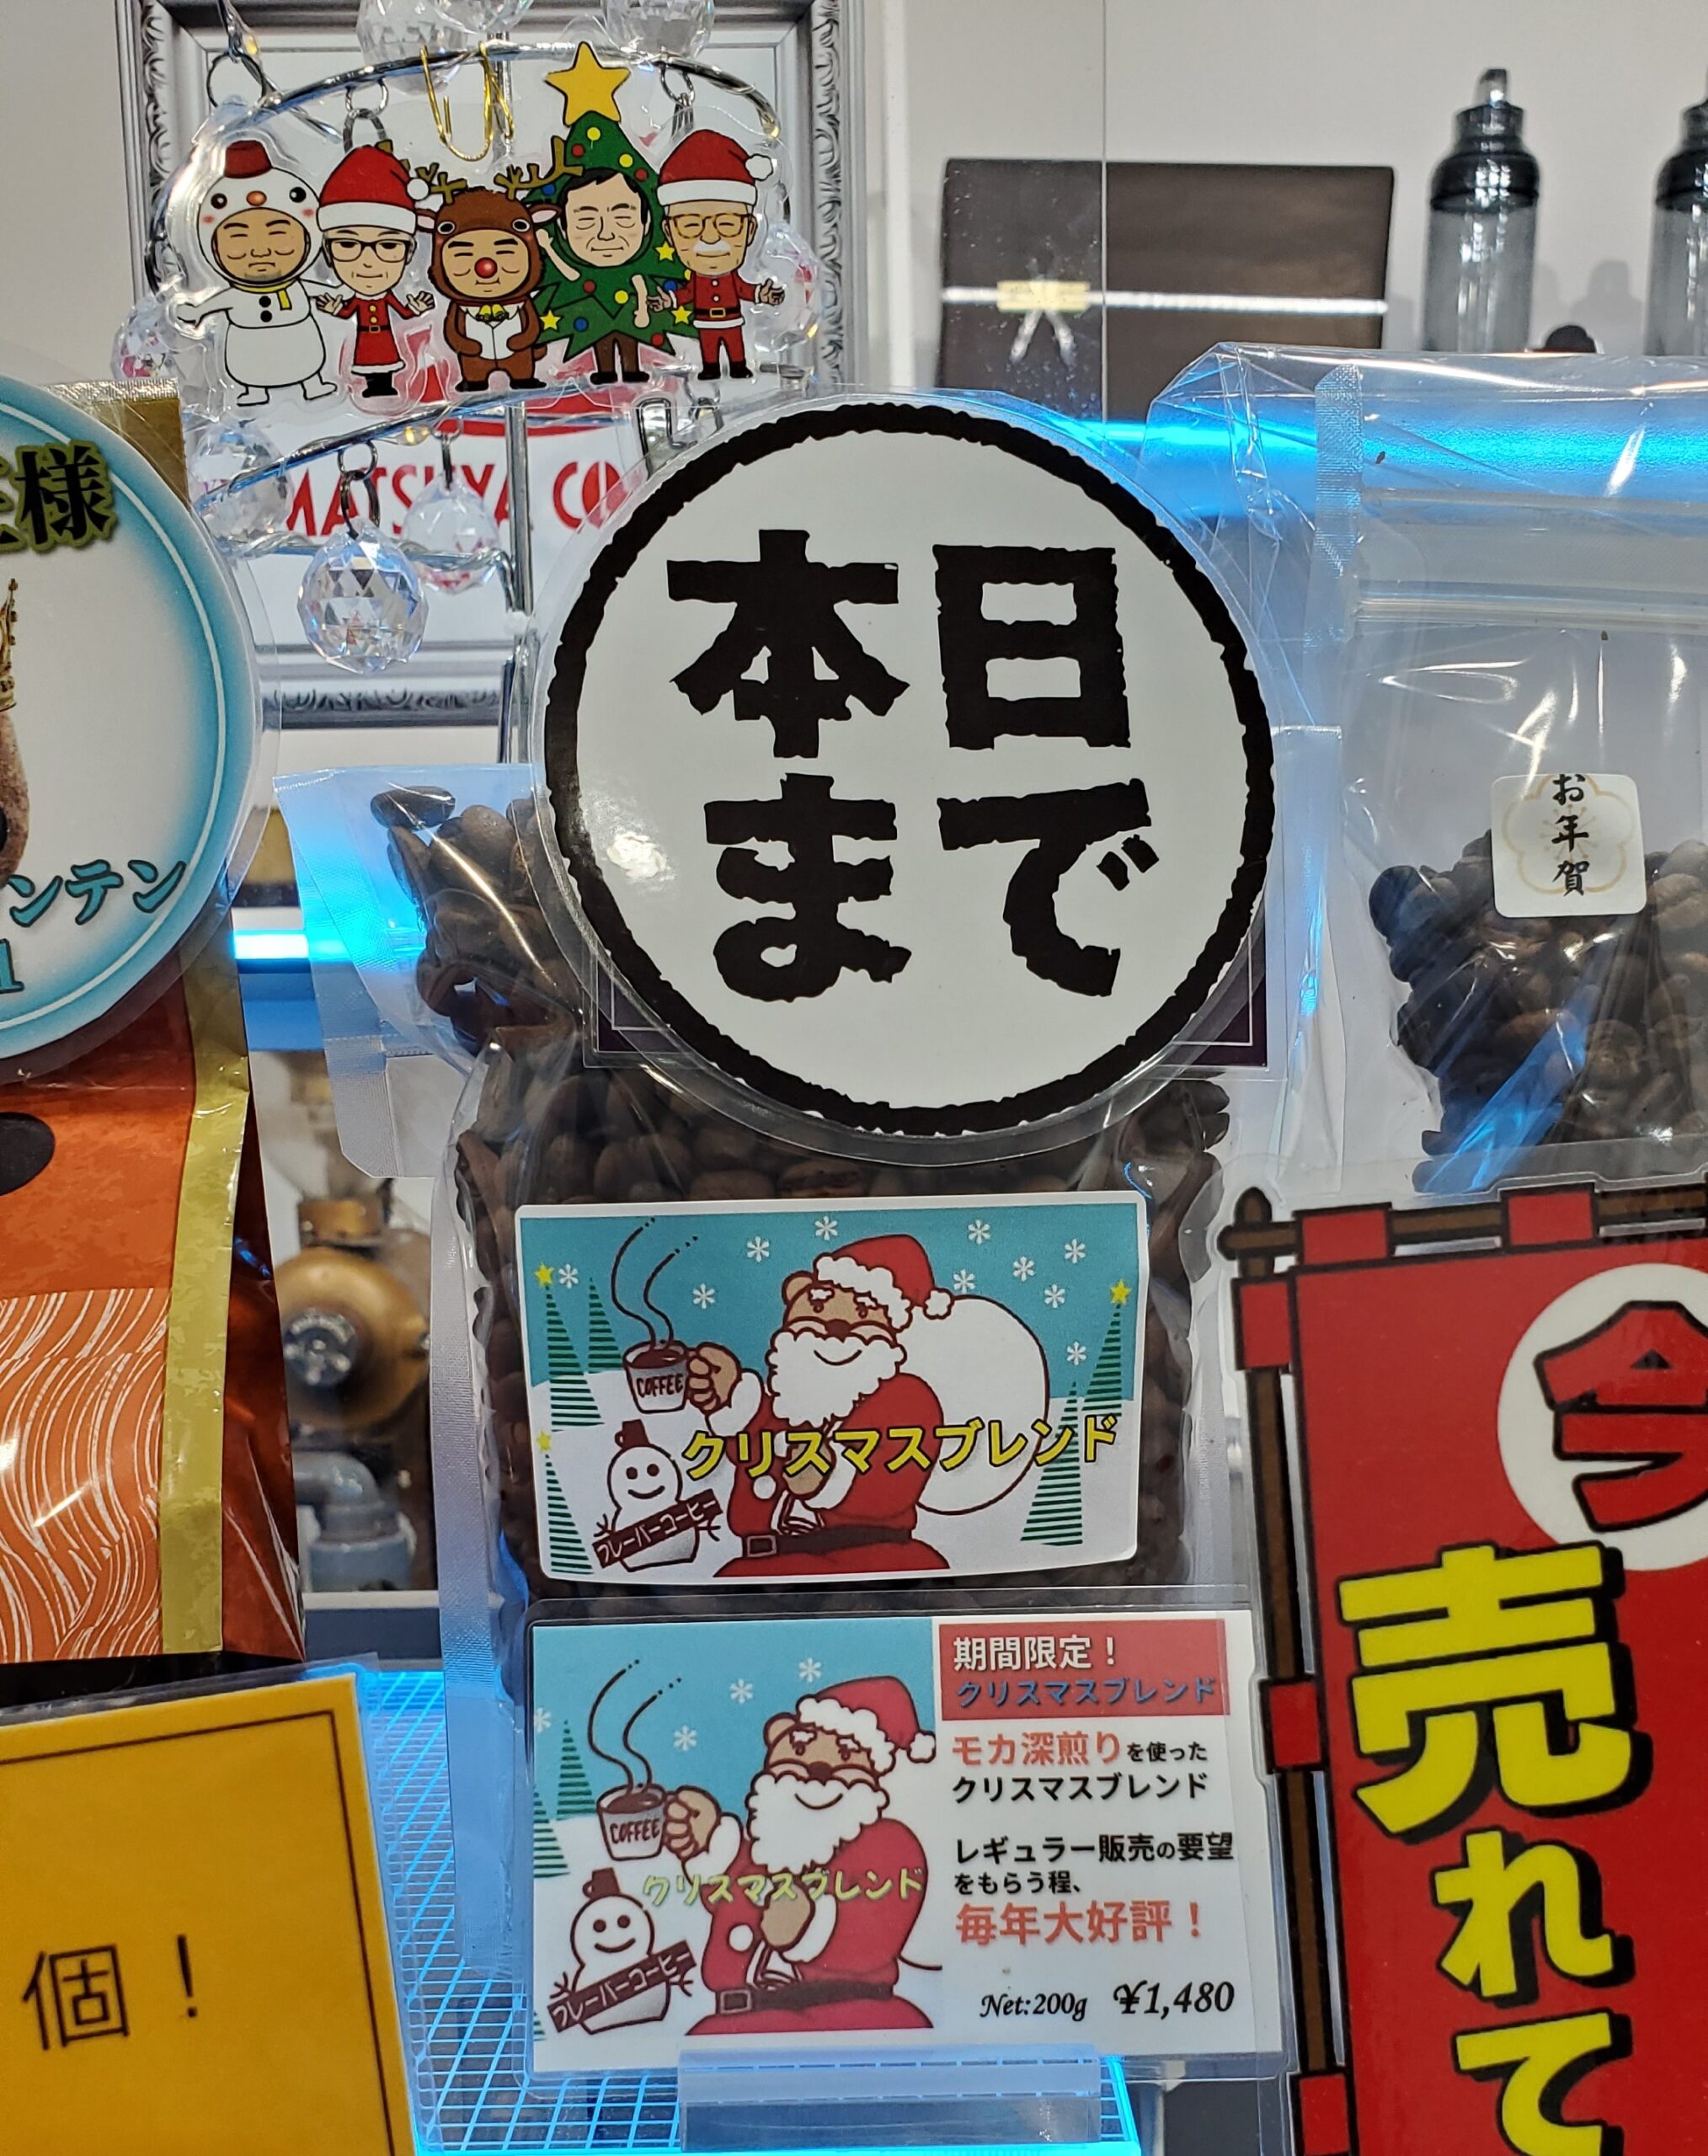 MATSUYA CO
様
ンテン
本日
まで
お年賀
COFFEE
クリスマスブレンド
フレーバーコーヒー
期間限定！
クリスマスブレンド
モカ深煎りを使った
クリスマスブレンド
レギュラー販売の要望
をもらう程、
毎年大好評！
Net:200g ¥1,480
COFFEE
クリスマスブレンド
フレーバーコーヒー
個！
今
売れて